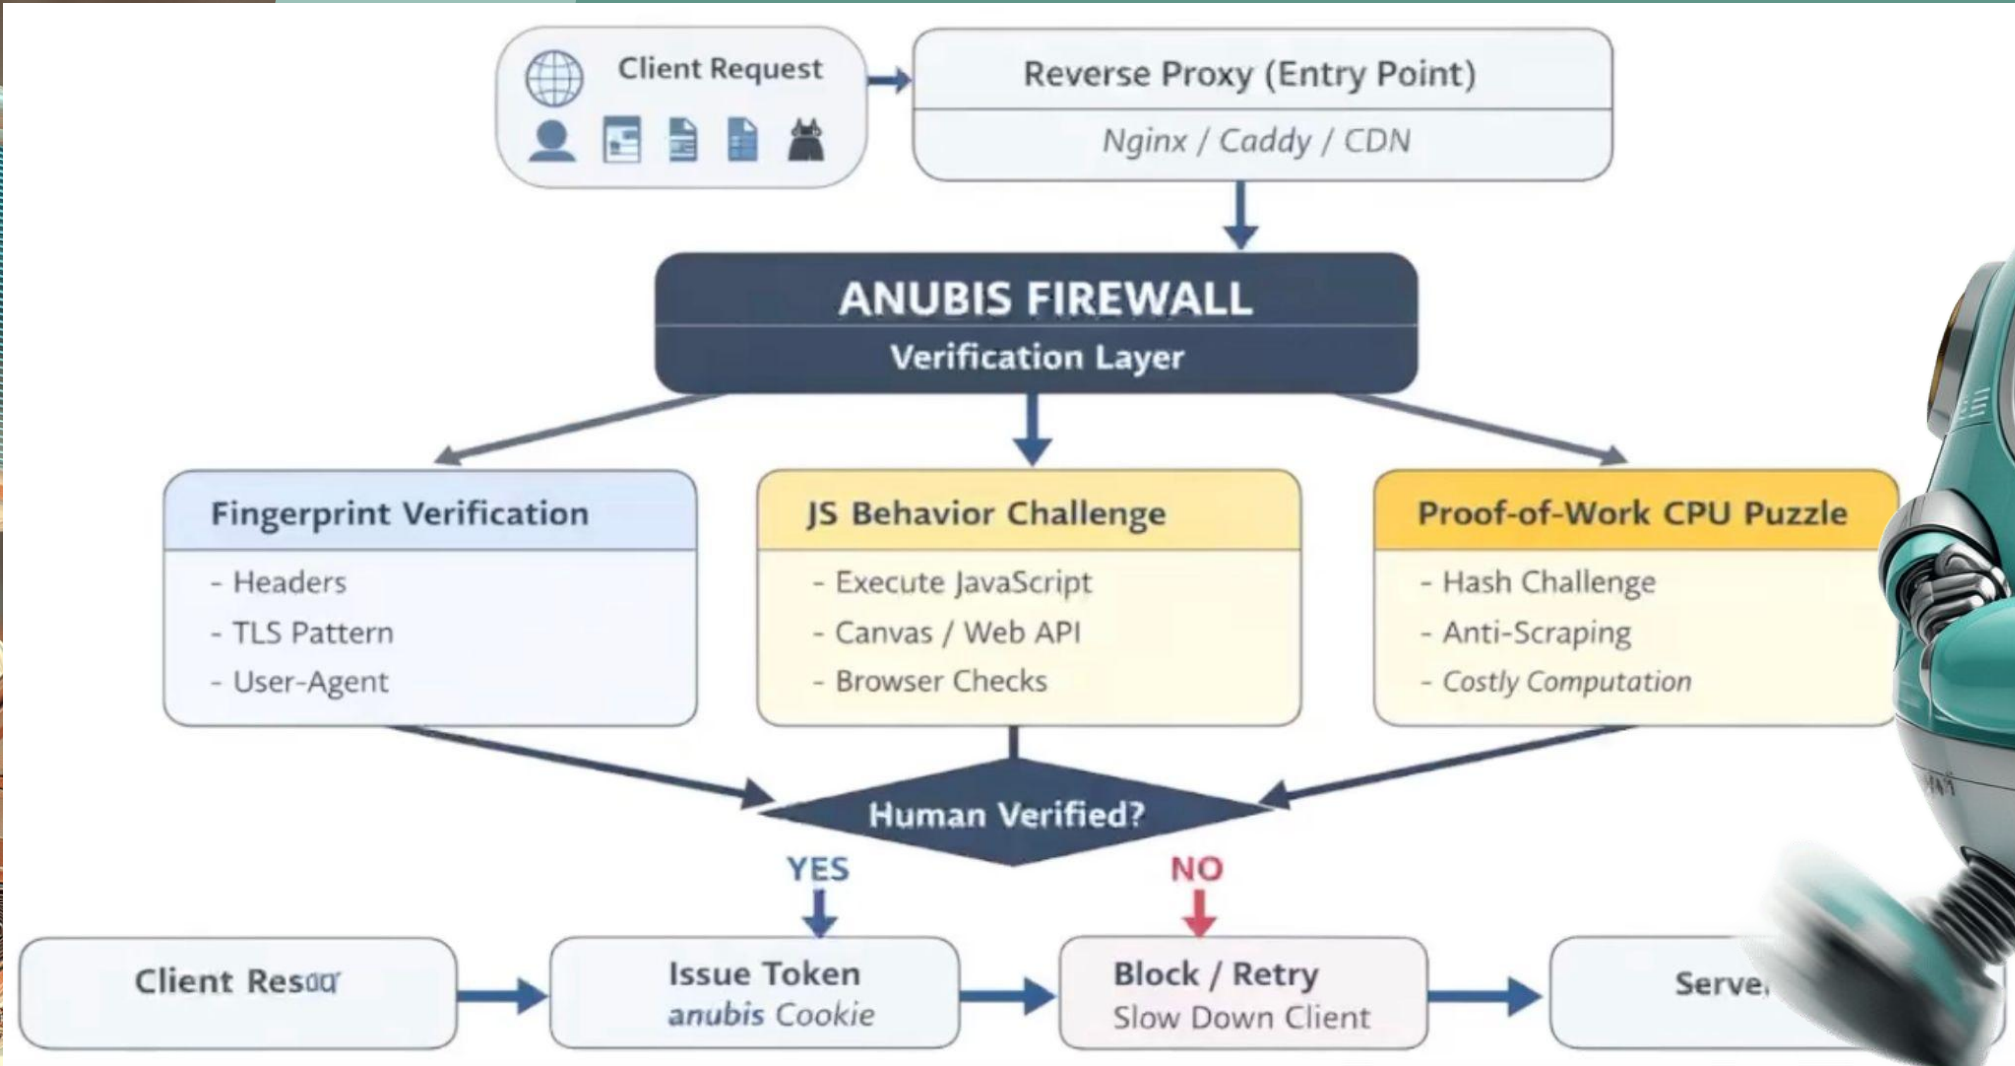 Client Request
Reverse Proxy (Entry Point)
Nginx / Caddy / CDN
ANUBIS FIREWALL
Verification Layer
Fingerprint Verification
- Headers
- TLS Pattern
- User-Agent
JS Behavior Challenge
- Execute JavaScript
- Canvas / Web API
- Browser Checks
Proof-of-Work CPU Puzzle
- Hash Challenge
- Anti-Scraping
- Costly Computation
Human Verified?
YES
NO
Client
Issue Token
anubis Cookie
Block / Retry
Slow Down Client